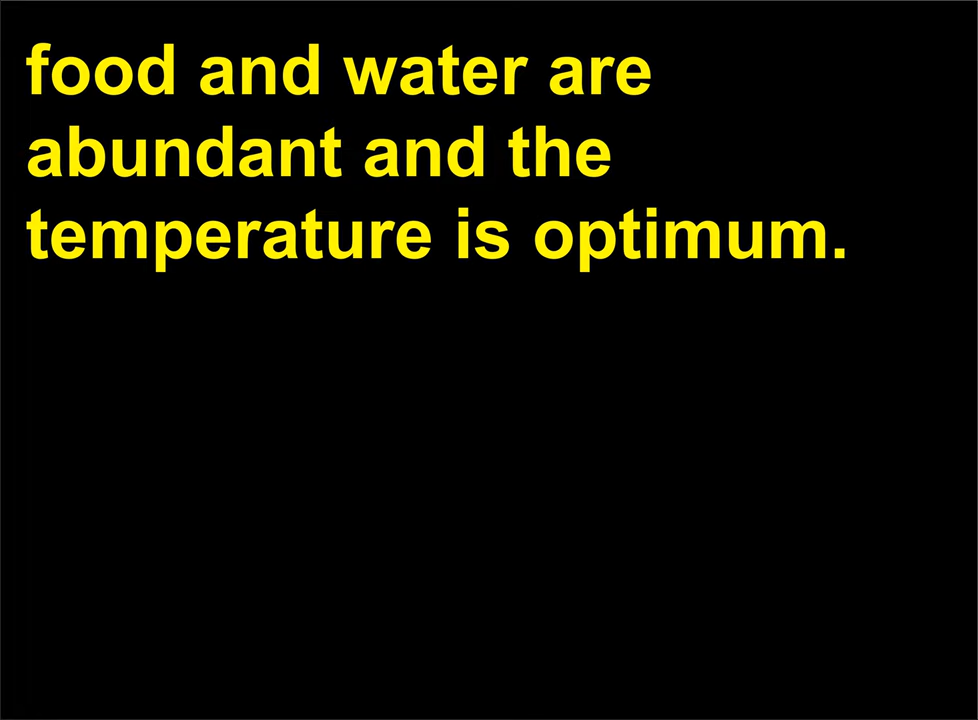 food and water are
abundant and the
temperature is optimum.